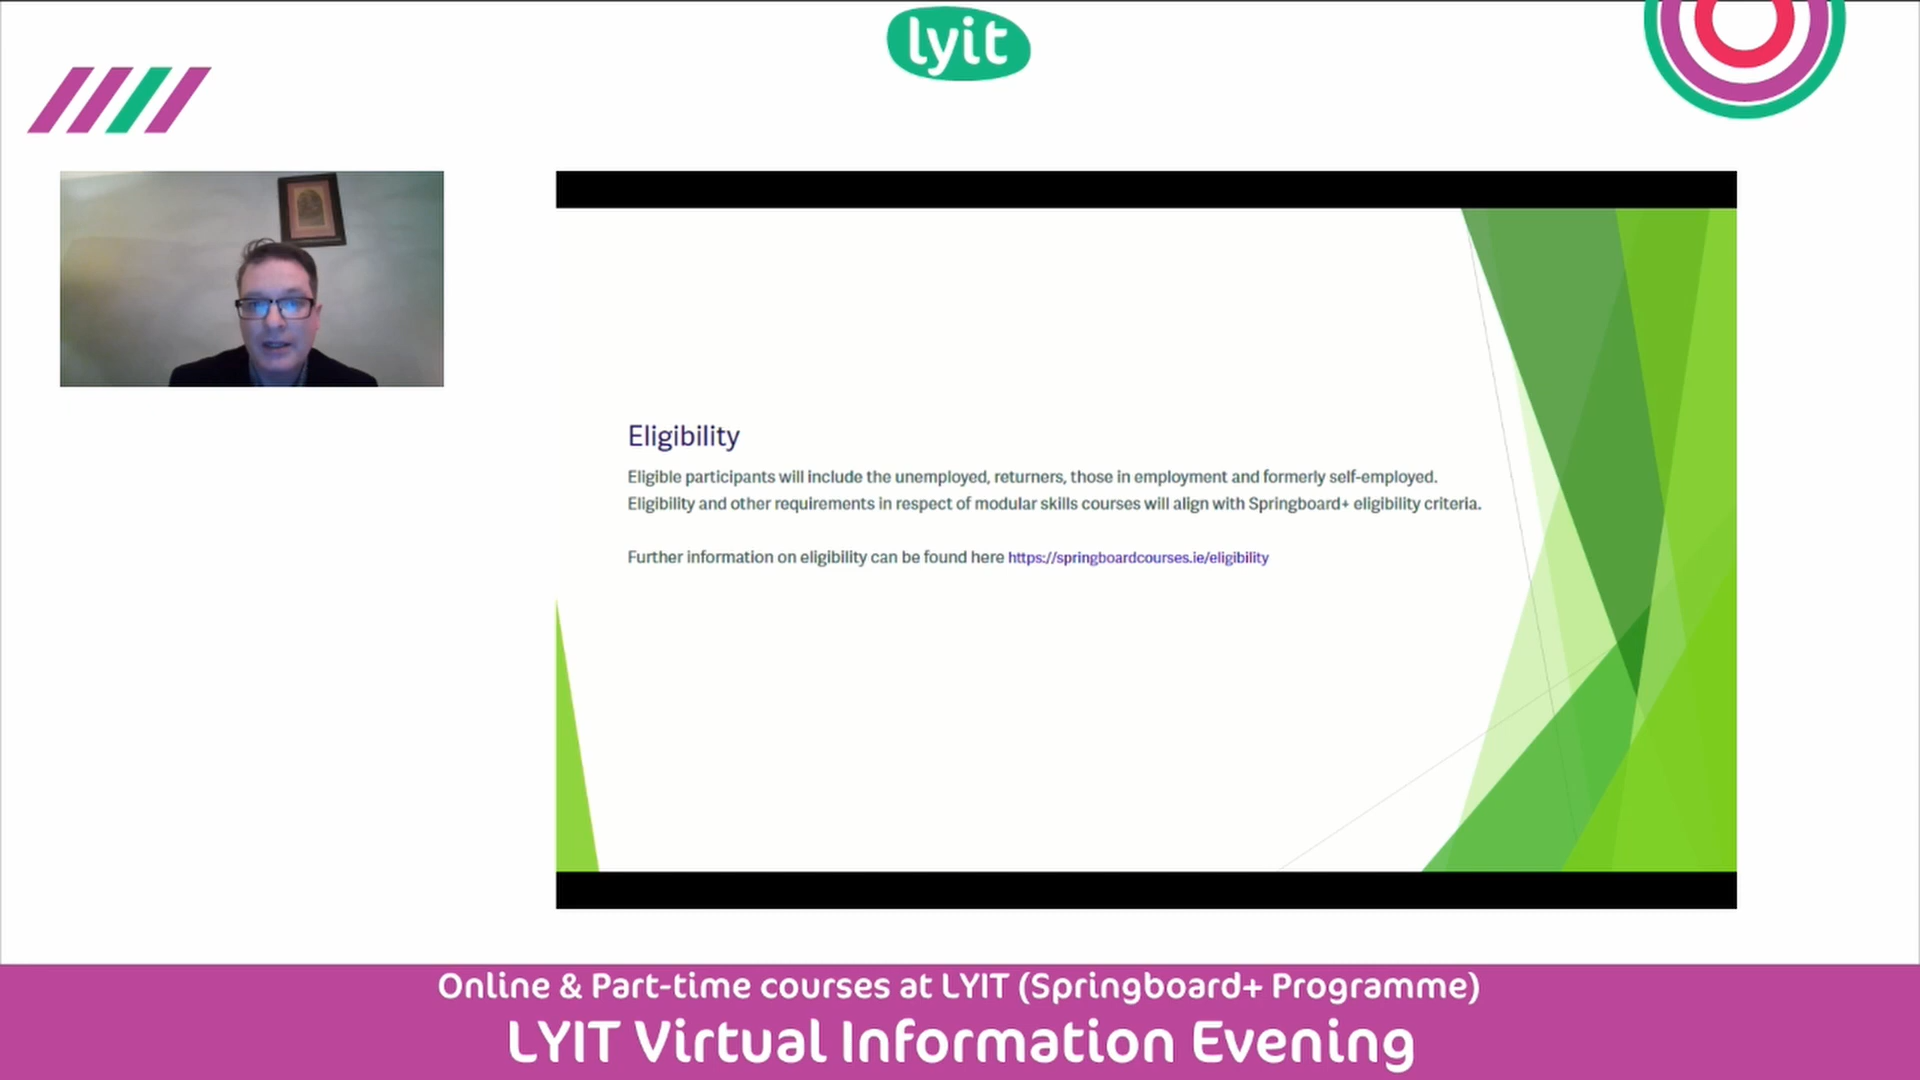 lyit
Eligibility
Eligible participants will include the unemployed, returners, those in employment and formerly self-employed.
Eligibility and other requirements in respect of modular skills courses will align with Springboard+ eligibility criteria.
Further information on eligibility can be found here https://springboardcourses.ie/eligibility
Online & Part-time courses at LYIT (Springboard+ Programme)
LYIT Virtual Information Evening